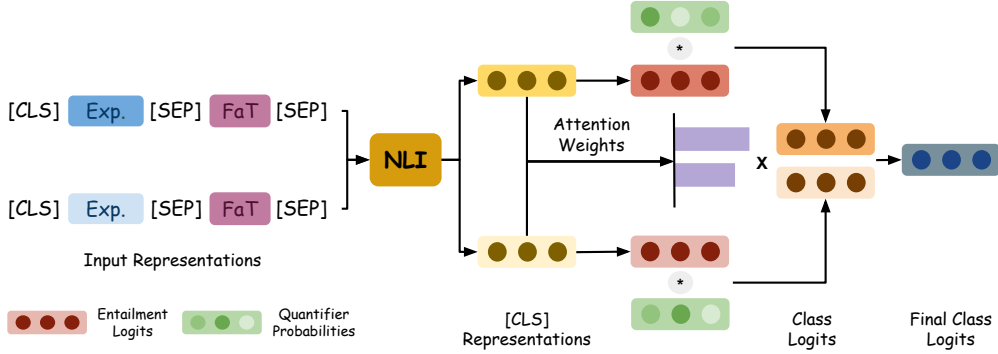 [CLS] Exp. [SEP] FaT [SEP]
NLI
Attention
Weights
*
X
[CLS] Exp. [SEP] FaT [SEP]
*
Input Representations
Entailment
Logits
Quantifier
Probabilities
[CLS]
Representations
Class
Logits
Final Class
Logits